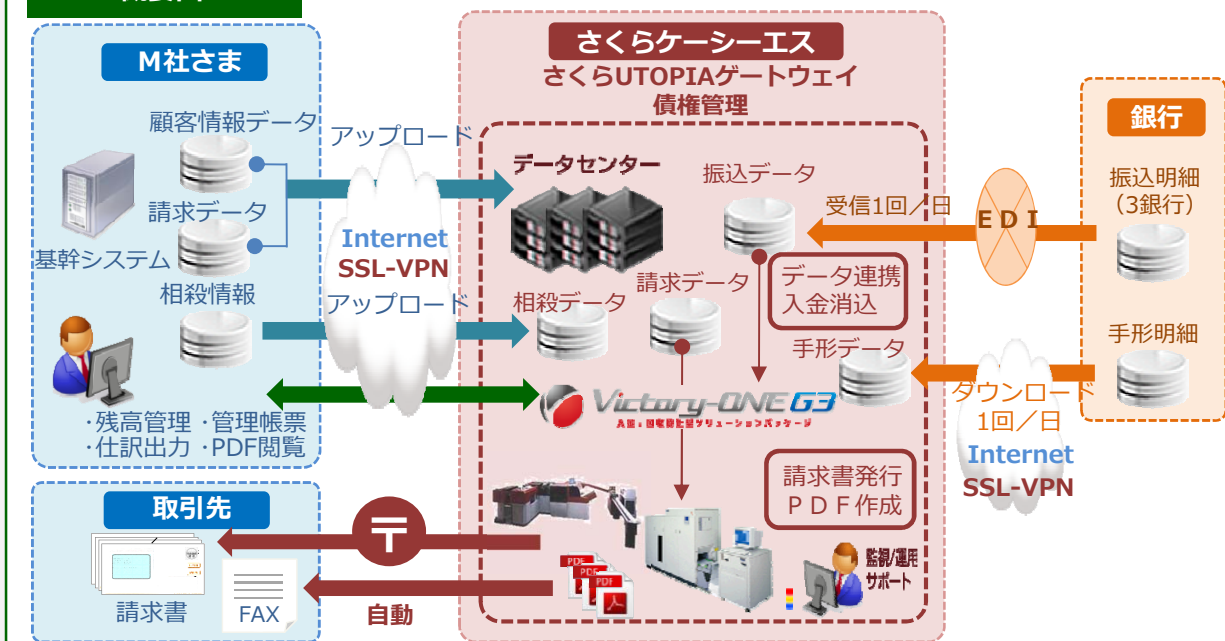 M社さま
顧客情報データ
請求データ
基幹システム
相殺情報
・残高管理 ・管理帳票
・仕訳出力 ・PDF閲覧
アップロード
Internet
SSL-VPN
アップロード
さくらケーシーエス
さくらUTOPIAゲートウェイ
債権管理
データセンター
振込データ
請求データ
相殺データ
データ連携
入金消込
手形データ
Victory-ONE G3
請求書発行
PDF作成
PDF
PDF
PDF
監視/運用
サポート
受信1回/日
EDI
銀行
振込明細
(3銀行)
手形明細
ダウンロード
1回/日
Internet
SSL-VPN
取引先
請求書
FAX
〒
自動